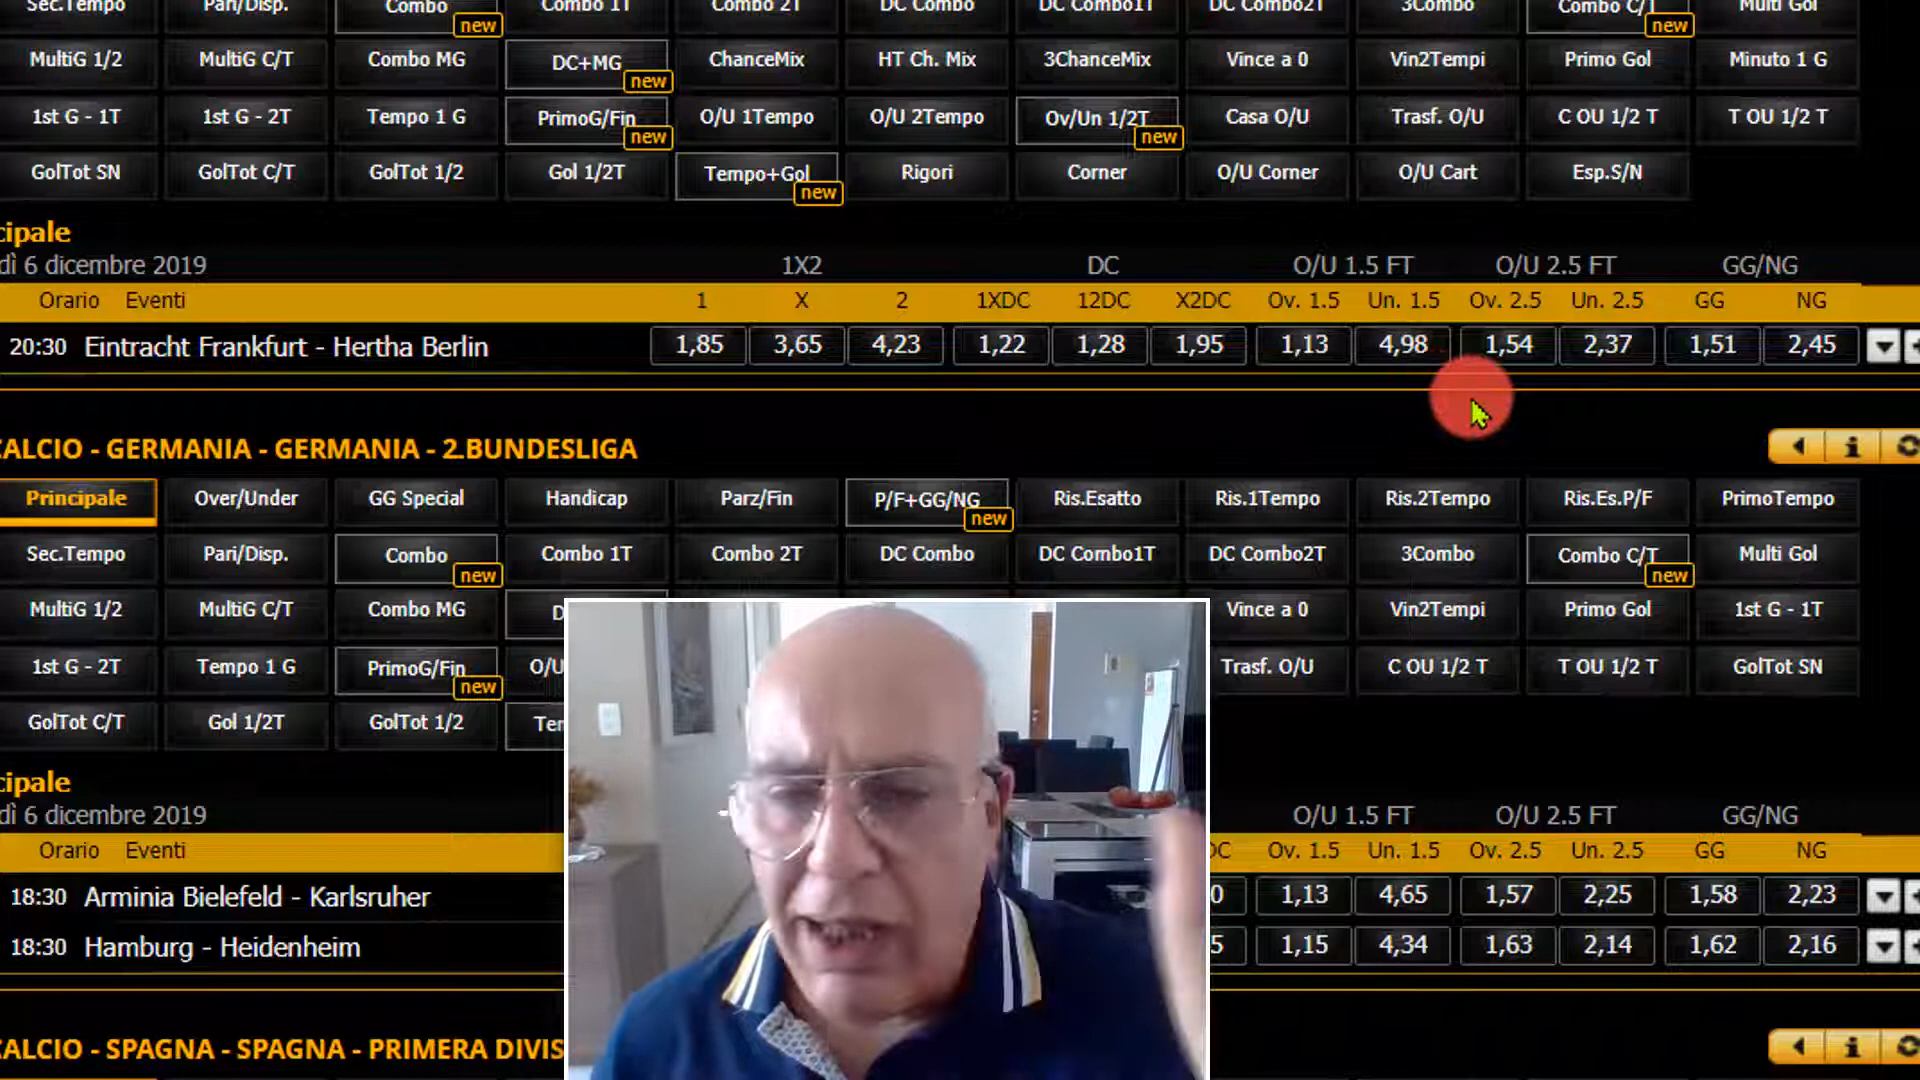 Sec.Tempo Pari/Disp. Combo new Combo 1T Combo 2T DC Combo DC Combo1T DC Combo2T 3Combo Combo C/T new Multi Gol
MultiG 1/2 MultiG C/T Combo MG DC+MG new ChanceMix HT Ch. Mix 3ChanceMix Vince a 0 Vin2Tempi Primo Gol Minuto 1 G
1st G - 1T 1st G - 2T Tempo 1 G PrimoG/Fin new O/U 1Tempo O/U 2Tempo Ov/Un 1/2T new Casa O/U Trasf. O/U C OU 1/2 T T OU 1/2 T
GolTot SN GolTot C/T GolTot 1/2 Gol 1/2T Tempo+Gol new Rigori Corner O/U Corner O/U Cart Esp.S/N
cipale
dì 6 dicembre 2019 1X2 DC O/U 1.5 FT O/U 2.5 FT GG/NG
Orario Eventi 1 X 2 1XDC 12DC X2DC Ov. 1.5 Un. 1.5 Ov. 2.5 Un. 2.5 GG NG
20:30 Eintracht Frankfurt - Hertha Berlin 1,85 3,65 4,23 1,22 1,28 1,95 1,13 4,98 1,54 2,37 1,51 2,45
CALCIO - GERMANIA - GERMANIA - 2.BUNDESLIGA
Principale Over/Under GG Special Handicap Parz/Fin P/F+GG/NG new Ris.Esatto Ris.1Tempo Ris.2Tempo Ris.Es.P/F PrimoTempo
Sec.Tempo Pari/Disp. Combo new Combo 1T Combo 2T DC Combo DC Combo1T DC Combo2T 3Combo Combo C/T new Multi Gol
MultiG 1/2 MultiG C/T Combo MG D Vince a 0 Vin2Tempi Primo Gol 1st G - 1T
1st G - 2T Tempo 1 G PrimoG/Fin new O/U Trasf. O/U C OU 1/2 T T OU 1/2 T GolTot SN
GolTot C/T Gol 1/2T GolTot 1/2 Ten
cipale
dì 6 dicembre 2019 O/U 1.5 FT O/U 2.5 FT GG/NG
Orario Eventi DC Ov. 1.5 Un. 1.5 Ov. 2.5 Un. 2.5 GG NG
18:30 Arminia Bielefeld - Karlsruher 0 1,13 4,65 1,57 2,25 1,58 2,23
18:30 Hamburg - Heidenheim 5 1,15 4,34 1,63 2,14 1,62 2,16
CALCIO - SPAGNA - SPAGNA - PRIMERA DIVIS